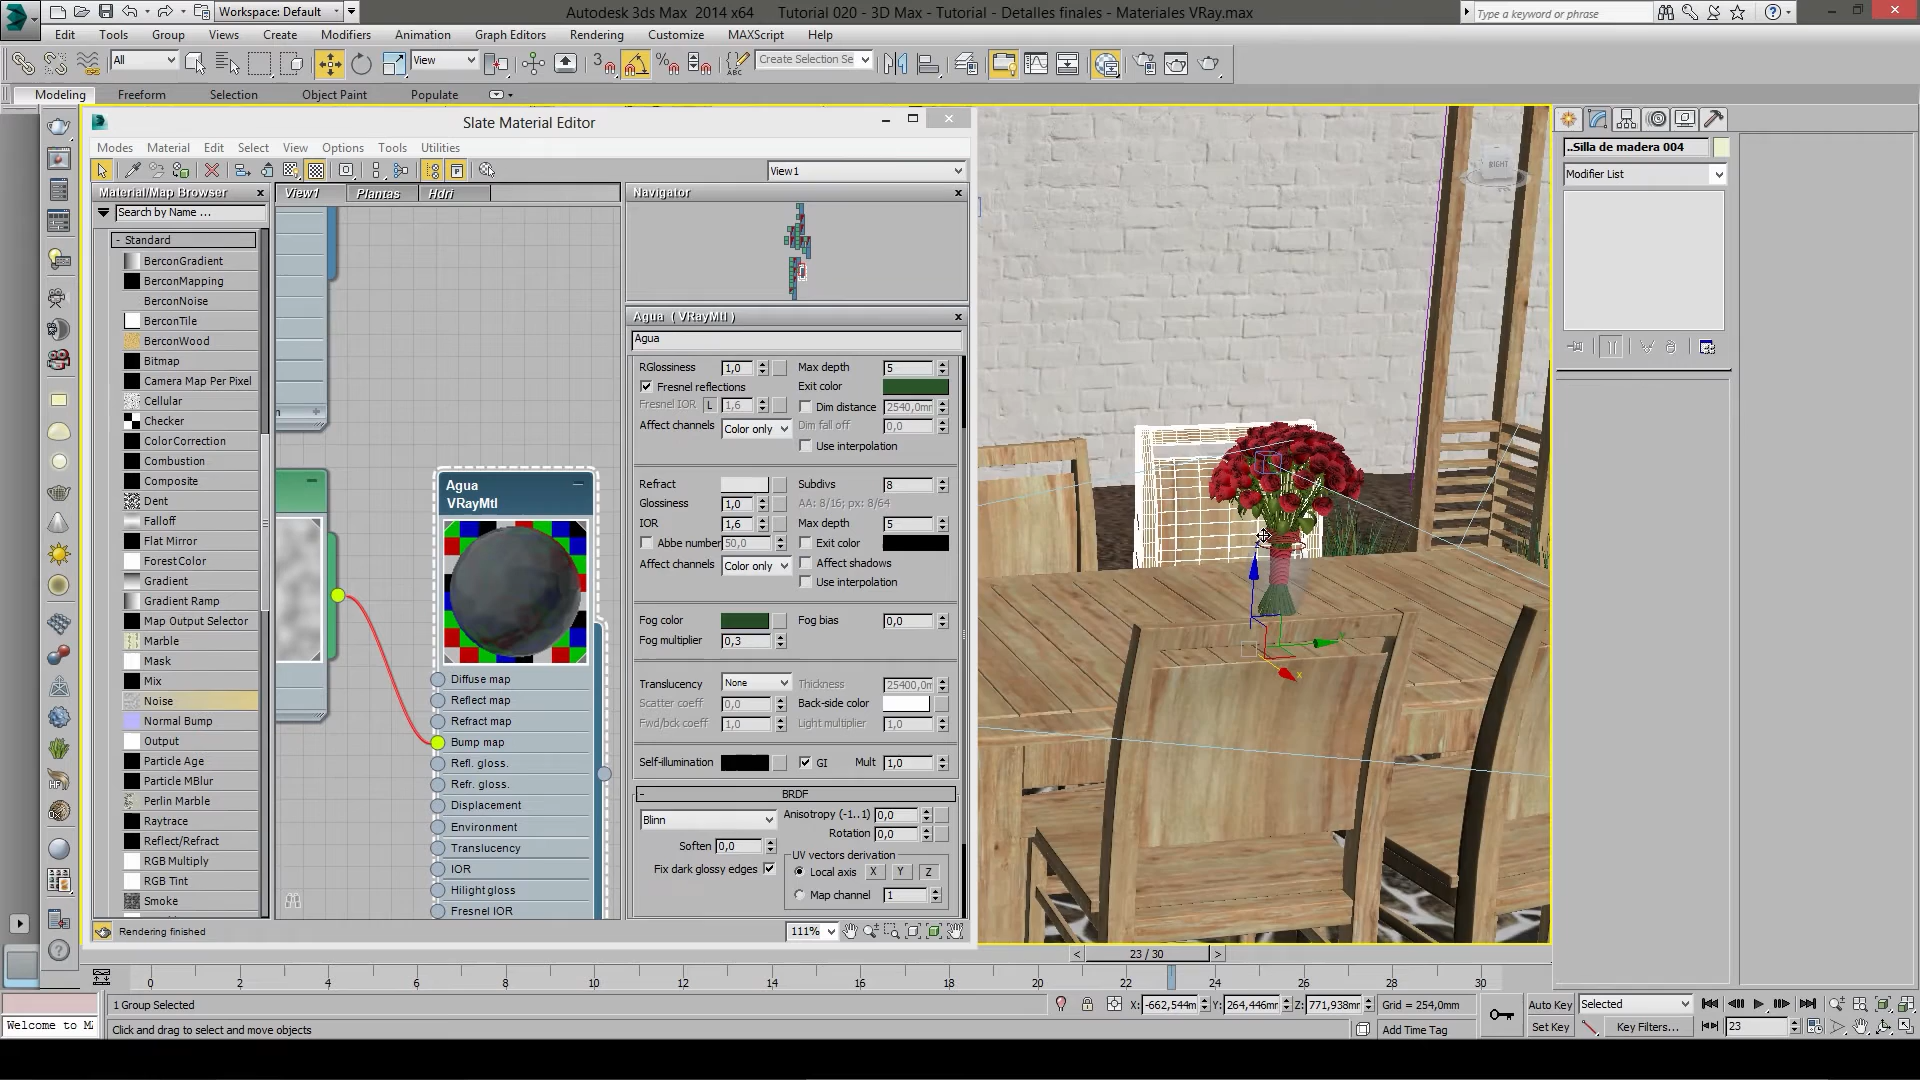 Workspace: Default
Autodesk 3ds Max  2014 x64     Tutorial 020 - 3D Max - Tutorial - Detalles finales - Materiales VRay.max
Type a keyword or phrase
Edit Tools Group Views Create Modifiers Animation Graph Editors Rendering Customize MAXScript Help
All View Create Selection Se
Modeling Freeform Selection Object Paint Populate
Slate Material Editor
Modes Material Edit Select View Options Tools Utilities
View1
Material/Map Browser
Search by Name ...
- Standard
BerconGradient
BerconMapping
BerconNoise
BerconTile
BerconWood
Bitmap
Camera Map Per Pixel
Cellular
Checker
ColorCorrection
Combustion
Composite
Dent
Falloff
Flat Mirror
ForestColor
Gradient
Gradient Ramp
Map Output Selector
Marble
Mask
Mix
Noise
Normal Bump
Output
Particle Age
Particle MBlur
Perlin Marble
Raytrace
Reflect/Refract
RGB Multiply
RGB Tint
Smoke
View1 Plantas Hdri
Agua
VRayMtl
Diffuse map
Reflect map
Refract map
Bump map
Refl. gloss.
Refr. gloss.
Displacement
Environment
Translucency
IOR
Hilight gloss
Fresnel IOR
Navigator
Agua  ( VRayMtl )
Agua
RGlossiness 1,0 Max depth 5
Fresnel reflections Exit color
Fresnel IOR L 1,6 Dim distance 2540,0mm
Affect channels Color only Dim fall off 0,0
Use interpolation
Refract Subdivs 8
Glossiness 1,0 AA: 8/16; px: 8/64
IOR 1,6 Max depth 5
Abbe number 50,0 Exit color
Affect channels Color only Affect shadows
Use interpolation
Fog color Fog bias 0,0
Fog multiplier 0,3
Translucency None Thickness 25400,0m
Scatter coeff 0,0 Back-side color
Fwd/bck coeff 1,0 Light multiplier 1,0
Self-illumination GI Mult 1,0
- BRDF
Blinn Anisotropy (-1..1) 0,0
Rotation 0,0
Soften 0,0 UV vectors derivation
Fix dark glossy edges Local axis X Y Z
Map channel 1
Rendering finished
111%
RIGHT
x
..Silla de madera 004
Modifier List
< 23 / 30 >
0 2 4 6 8 10 20 22 24 26 28 30
1 Group Selected
X: -662,544m Y: 264,446mm Z: 771,938mm Grid = 254,0mm
Auto Key Selected
Welcome to M
Click and drag to select and move objects
Add Time Tag
Set Key Key Filters... 23